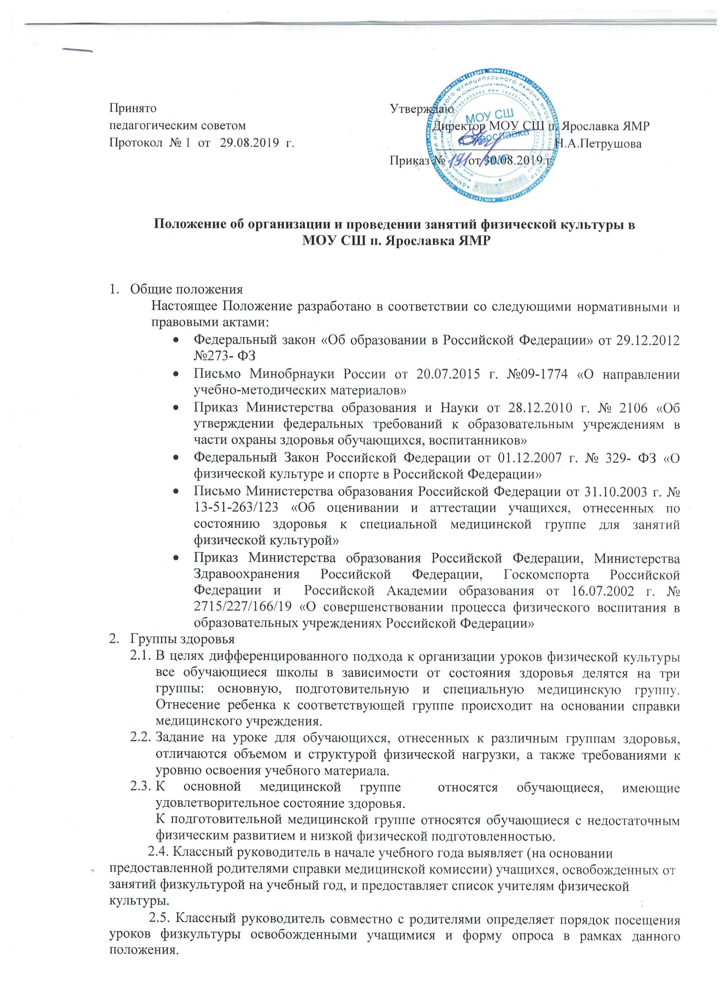 Принято
педагогическим советом
Протокол № 1 от 29.08.2019 г.
Утверждаю
Директор МОУ СШ п. Ярославка ЯМР
Н.А.Петрушова
Приказ № 191 от 30.08.2019 г.
МОУ СШ
п. Ярославка
ЯМР
Положение об организации и проведении занятий физической культуры в
МОУ СШ п. Ярославка ЯМР
1. Общие положения
Настоящее Положение разработано в соответствии со следующими нормативными и
правовыми актами:
• Федеральный закон «Об образовании в Российской Федерации» от 29.12.2012
№273- ФЗ
• Письмо Минобрнауки России от 20.07.2015 г. №09-1774 «О направлении
учебно-методических материалов»
• Приказ Министерства образования и Науки от 28.12.2010 г. № 2106 «Об
утверждении федеральных требований к образовательным учреждениям в
части охраны здоровья обучающихся, воспитанников»
• Федеральный Закон Российской Федерации от 01.12.2007 г. № 329- ФЗ «О
физической культуре и спорте в Российской Федерации»
• Письмо Министерства образования Российской Федерации от 31.10.2003 г. №
13-51-263/123 «Об оценивании и аттестации учащихся, отнесенных по
состоянию здоровья к специальной медицинской группе для занятий
физической культурой»
• Приказ Министерства образования Российской Федерации, Министерства
Здравоохранения Российской Федерации, Госкомспорта Российской
Федерации и Российской Академии образования от 16.07.2002 г. №
2715/227/166/19 «О совершенствовании процесса физического воспитания в
образовательных учреждениях Российской Федерации»
2. Группы здоровья
2.1. В целях дифференцированного подхода к организации уроков физической культуры
все обучающиеся школы в зависимости от состояния здоровья делятся на три
группы: основную, подготовительную и специальную медицинскую группу.
Отнесение ребенка к соответствующей группе происходит на основании справки
медицинского учреждения.
2.2. Задание на уроке для обучающихся, отнесенных к различным группам здоровья,
отличаются объемом и структурой физической нагрузки, а также требованиями к
уровню освоения учебного материала.
2.3. К основной медицинской группе относятся обучающиеся, имеющие
удовлетворительное состояние здоровья.
К подготовительной медицинской группе относятся обучающиеся с недостаточным
физическим развитием и низкой физической подготовленностью.
2.4. Классный руководитель в начале учебного года выявляет (на основании
предоставленной родителями справки медицинской комиссии) учащихся, освобожденных от
занятий физкультурой на учебный год, и предоставляет список учителям физической
культуры.
2.5. Классный руководитель совместно с родителями определяет порядок посещения
уроков физкультуры освобожденными учащимися и форму опроса в рамках данного
положения.